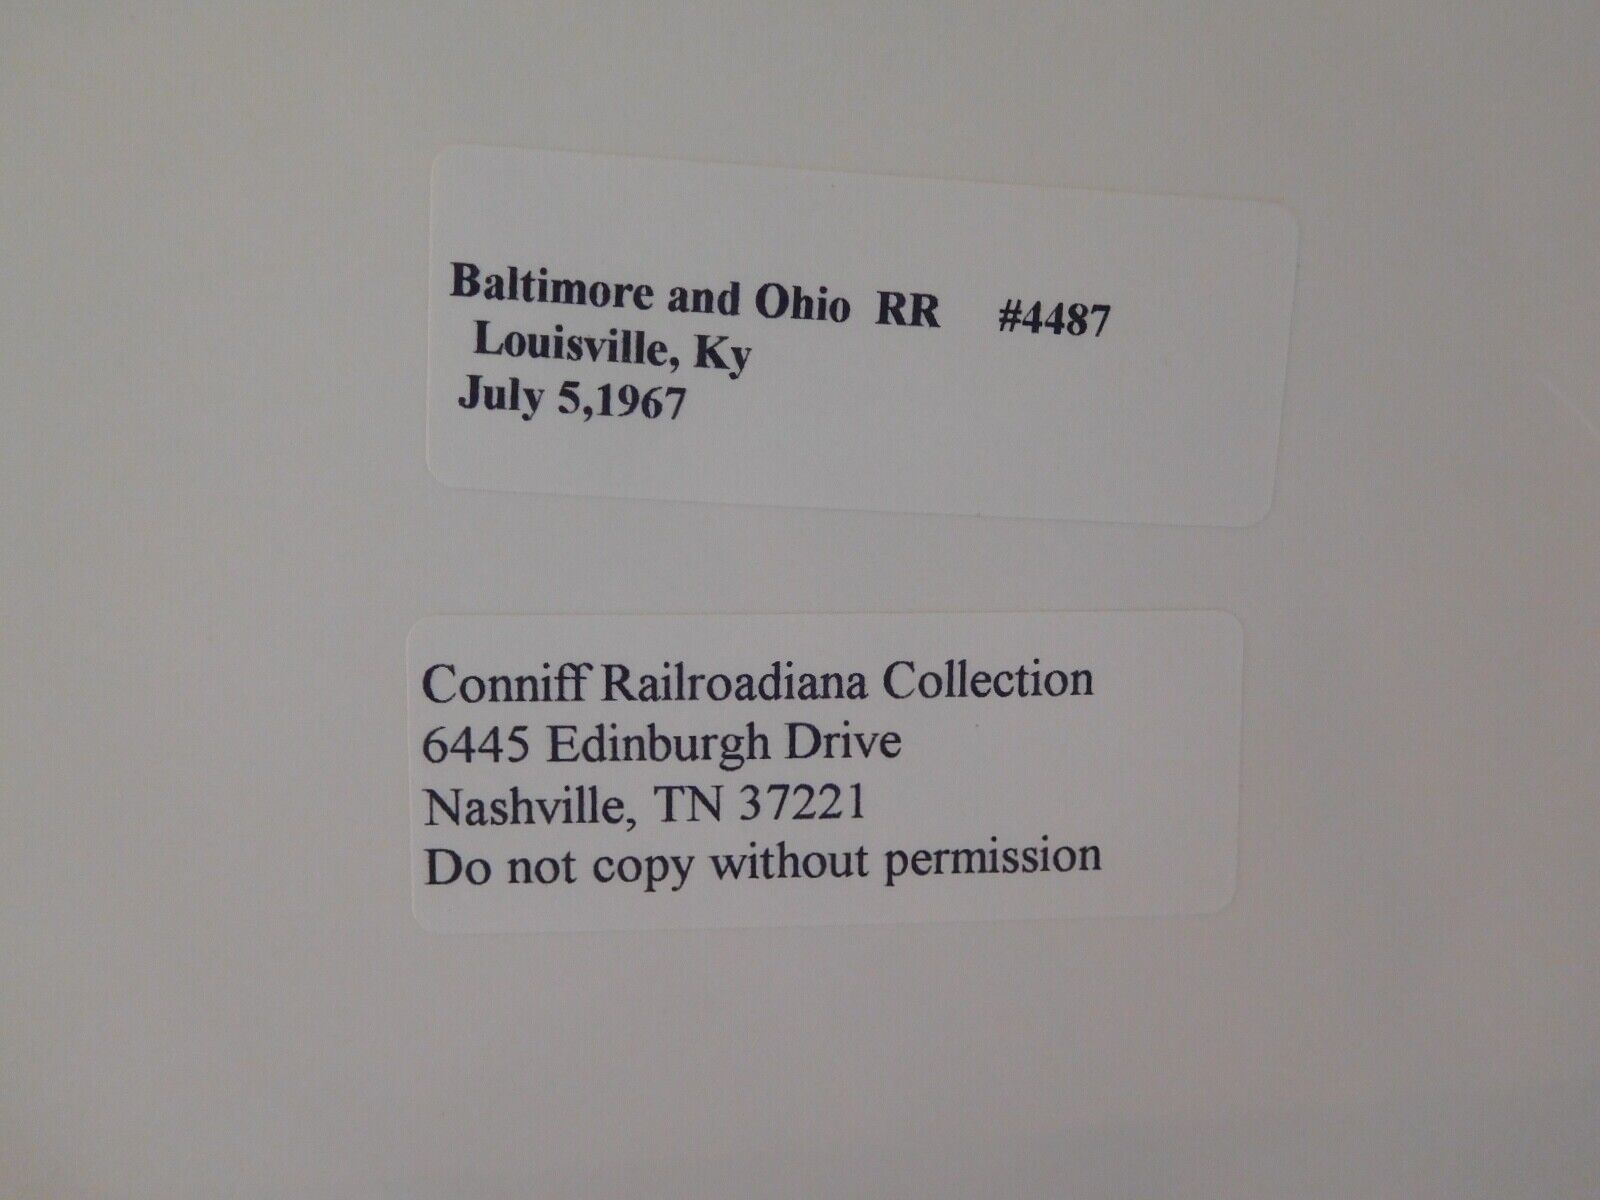 Baltimore and Ohio RR #4487
Louisville, Ky
July 5,1967
Conniff Railroadiana Collection
6445 Edinburgh Drive
Nashville, TN 37221
Do not copy without permission